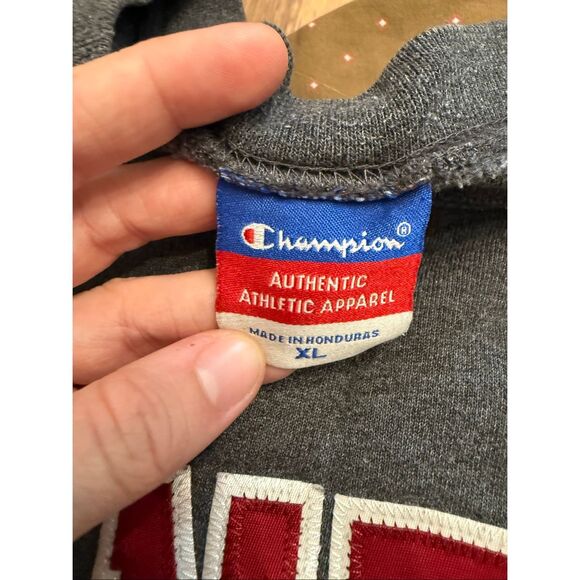 Champion®
AUTHENTIC
ATHLETIC APPAREL
MADE IN HONDURAS
XL